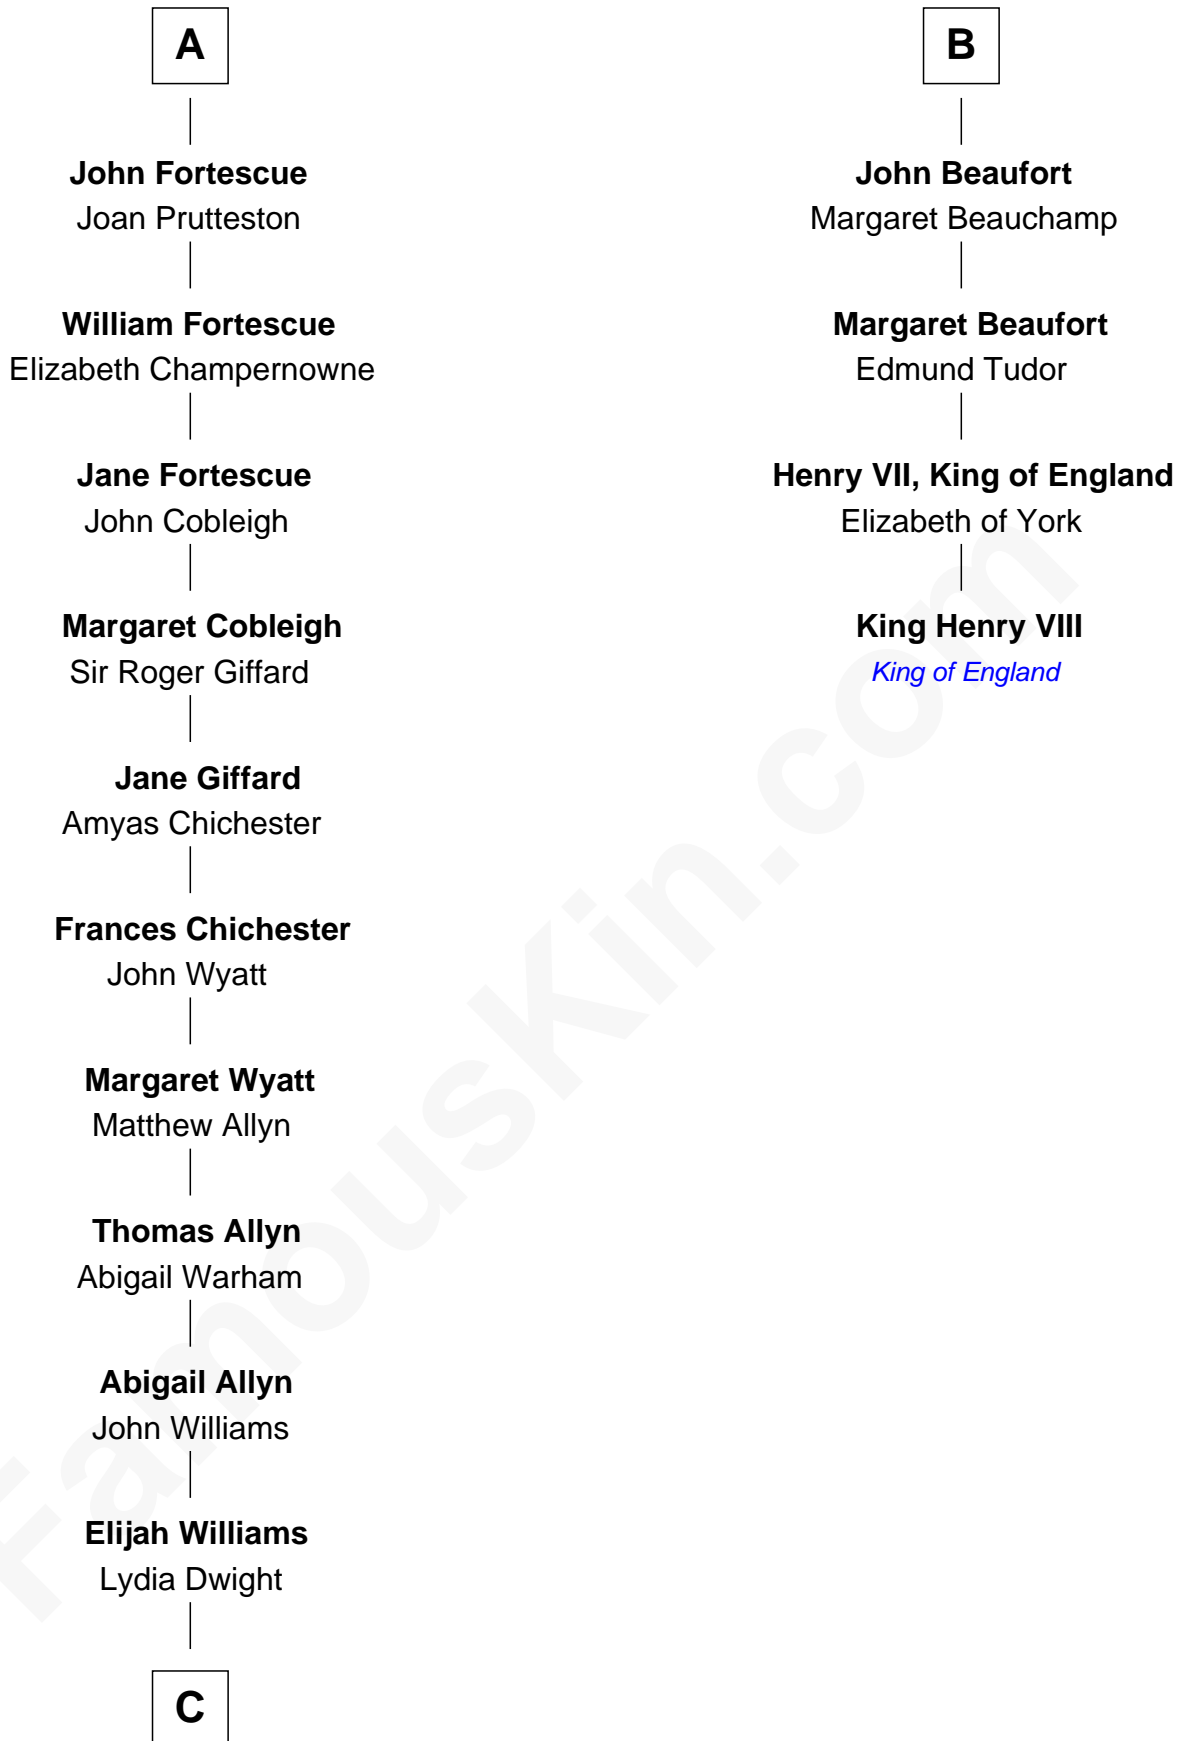 A
John Fortescue
Joan Prutteston
William Fortescue
Elizabeth Champernowne
Jane Fortescue
John Cobleigh
Margaret Cobleigh
Sir Roger Giffard
Jane Giffard
Amyas Chichester
Frances Chichester
John Wyatt
Margaret Wyatt
Matthew Allyn
Thomas Allyn
Abigail Warham
Abigail Allyn
John Williams
Elijah Williams
Lydia Dwight
C
B
John Beaufort
Margaret Beauchamp
Margaret Beaufort
Edmund Tudor
Henry VII, King of England
Elizabeth of York
King Henry VIII
King of England
FamousKin.com